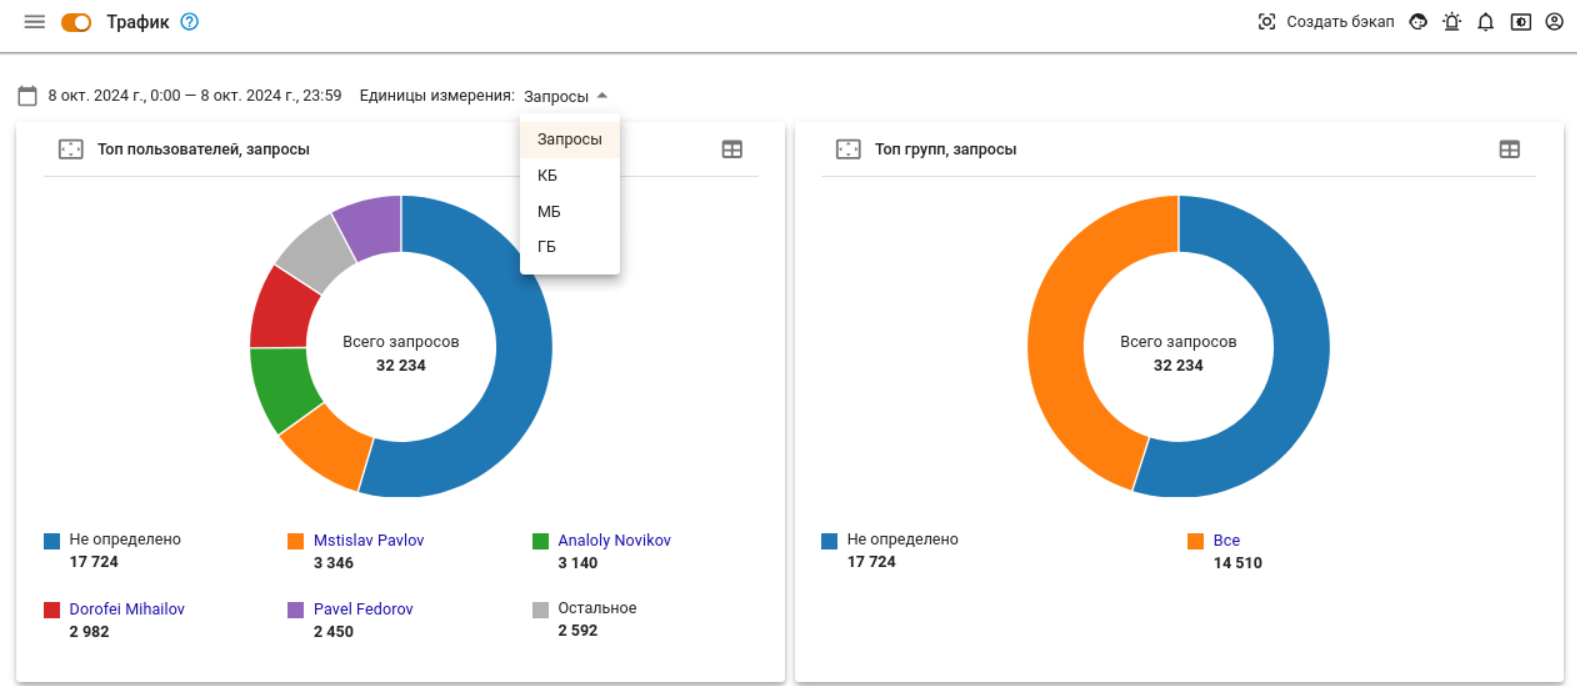 Трафик
Создать бэкап
8 окт. 2024 г., 0:00 — 8 окт. 2024 г., 23:59 Единицы измерения: Запросы
Запросы
КБ
МБ
ГБ
Топ пользователей, запросы
Всего запросов
32 234
Не определено
17 724
Mstislav Pavlov
3 346
Analoly Novikov
3 140
Dorofei Mihailov
2 982
Pavel Fedorov
2 450
Остальное
2 592
Топ групп, запросы
Всего запросов
32 234
Не определено
17 724
Все
14 510